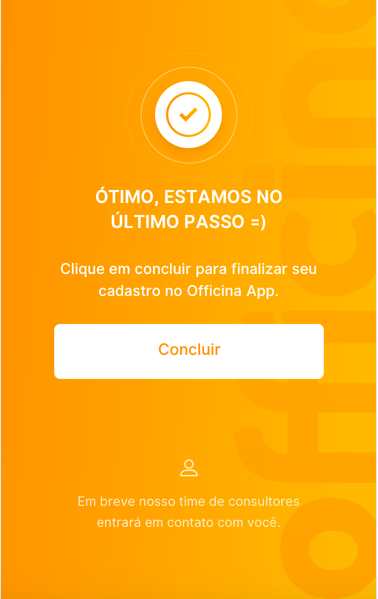 ÓTIMO, ESTAMOS NO
ÚLTIMO PASSO =)
Clique em concluir para finalizar seu
cadastro no Officina App.
Concluir
Em breve nosso time de consultores
entrará em contato com você.
officina